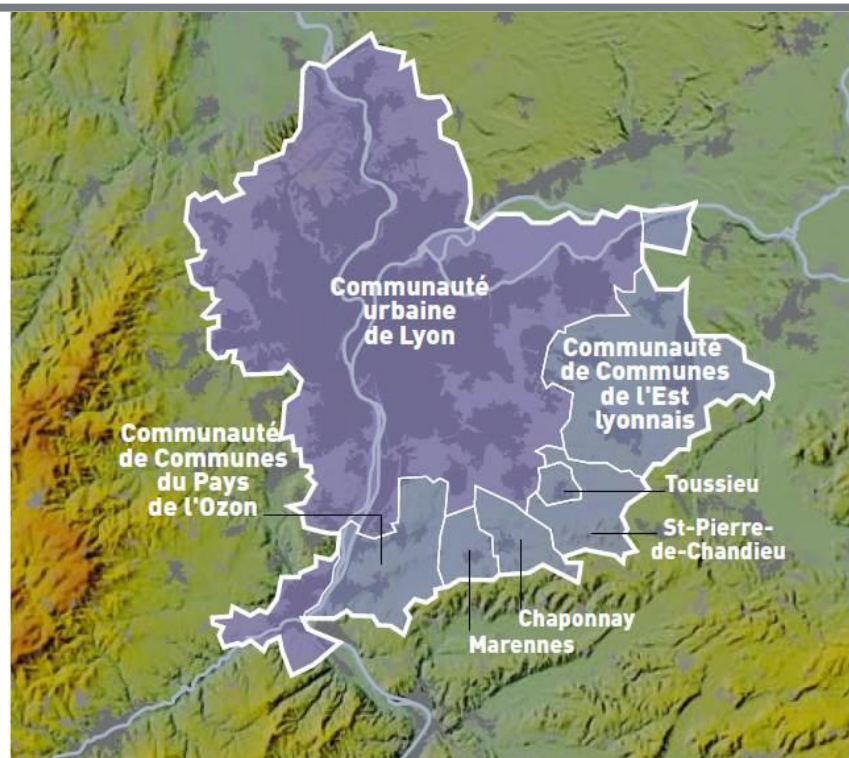 Communauté
urbaine
de Lyon
Communauté
de Communes
de l'Est
lyonnais
Communauté
de Communes
du Pays
de l'Ozon
Toussieu
St-Pierre-
de-Chandieu
Chaponnay
Marennes